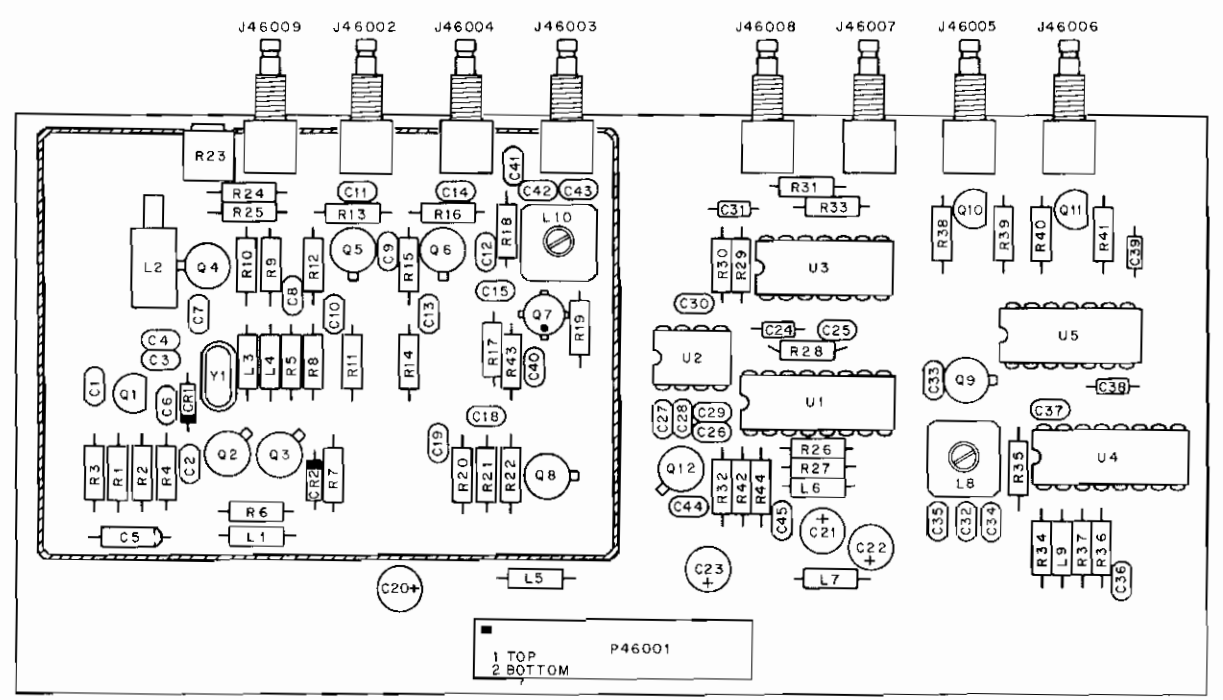 J46009 J46002 J46004 J46003 J46008 J46007 J46005 J46006
R23
C41
R24 C11 C14 C42 C43
R25 R13 R16
L10
R18
R31
C31 R33
R38 Q10 R39 R40 Q11 R41
C39
L2 Q4 R10 R9 R12 Q5 C9 R15 Q6 C12
R30 R29 U3
C7 C8 C10 C13 C15 Q7 R19
C30
C24 C25
R28
C4
C3
Y1 L3 L4 R5 R8 R11 R14 R17 R43 C40
U2
U5
C1 Q1 C6 CR1
U1
C33 Q9 C38
C18
C27 C28 C29
C26
C37
R3 R1 R2 R4 C2 Q2 Q3 CR2 R7
C19 R20 R21 R22 Q8
Q12 R32 R42 R44
R26
R27
L6
L8 R35 U4
C44 C45
C5 R6
L1
C21 C22
C35 C32 C34
R34 L9 R37 R36
C36
C20
L5
C23
L7
P46001
1 TOP
2 BOTTOM